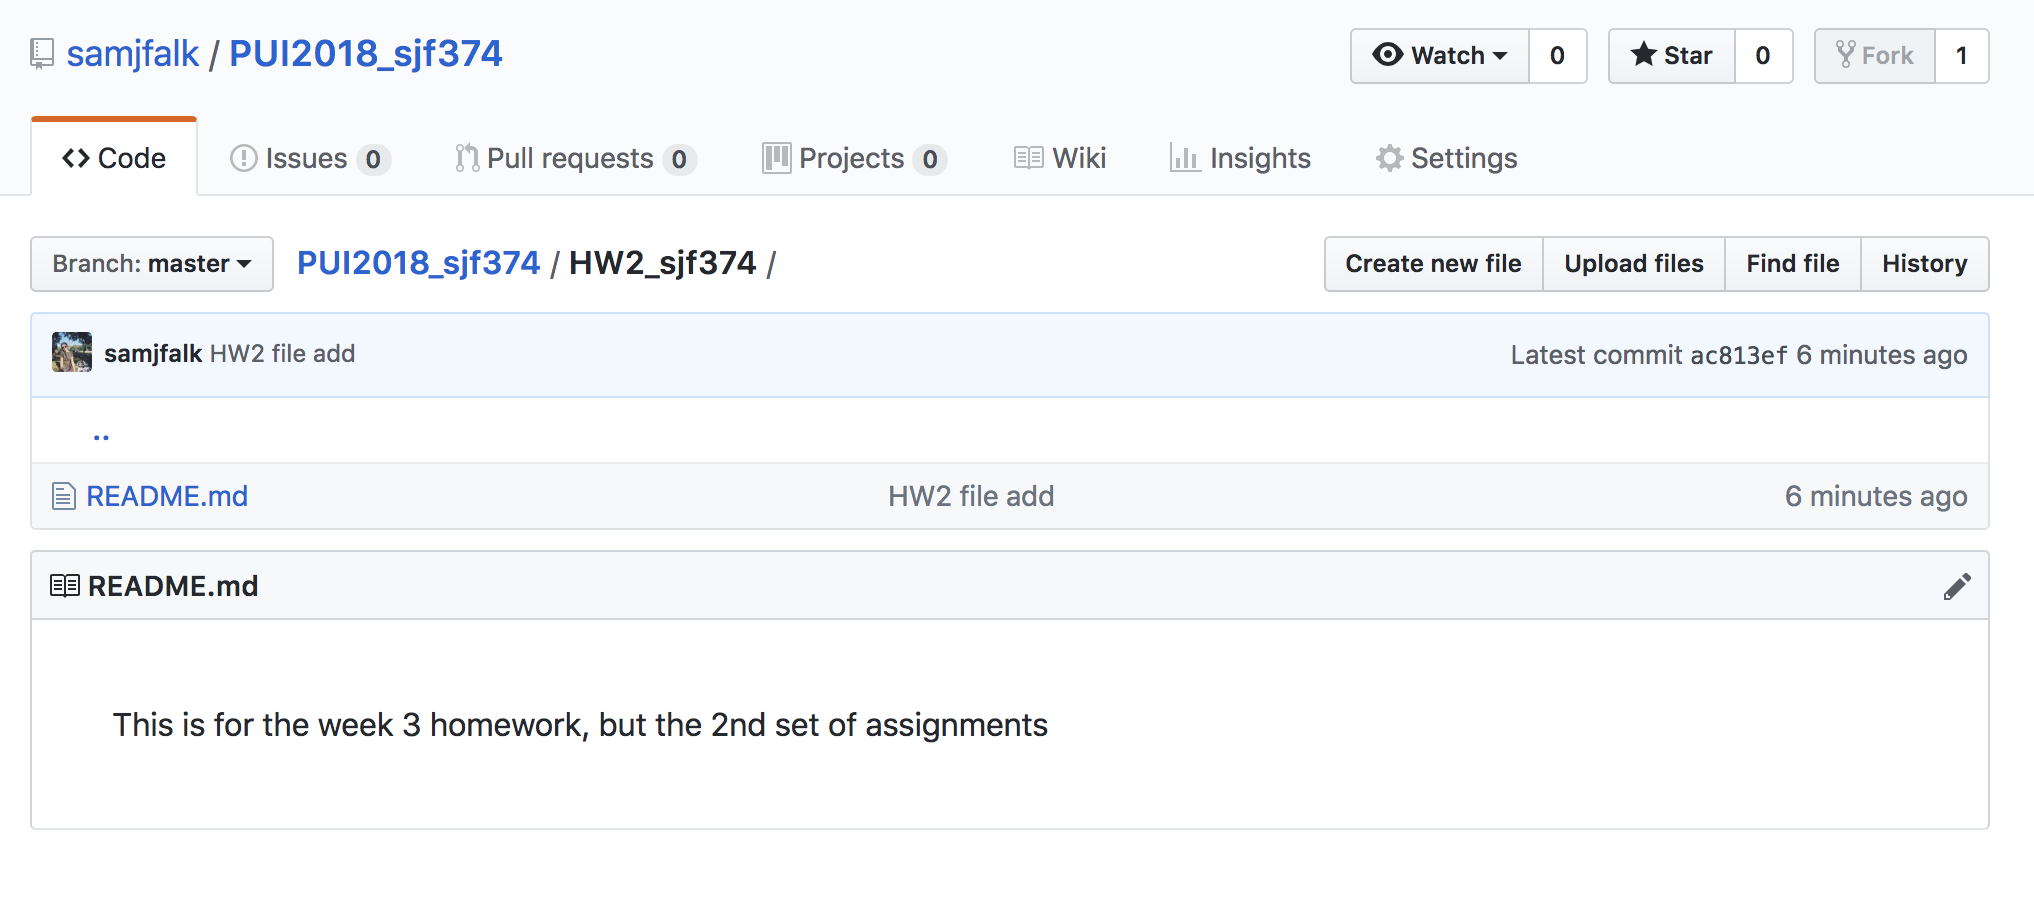 samjfalk / PUI2018_sjf374
Watch 0 Star 0 Fork 1
Code Issues 0 Pull requests 0 Projects 0 Wiki Insights Settings
Branch: master PUI2018_sjf374 / HW2_sjf374 / Create new file Upload files Find file History
samjfalk HW2 file add Latest commit ac813ef 6 minutes ago
..
README.md HW2 file add 6 minutes ago
README.md
This is for the week 3 homework, but the 2nd set of assignments